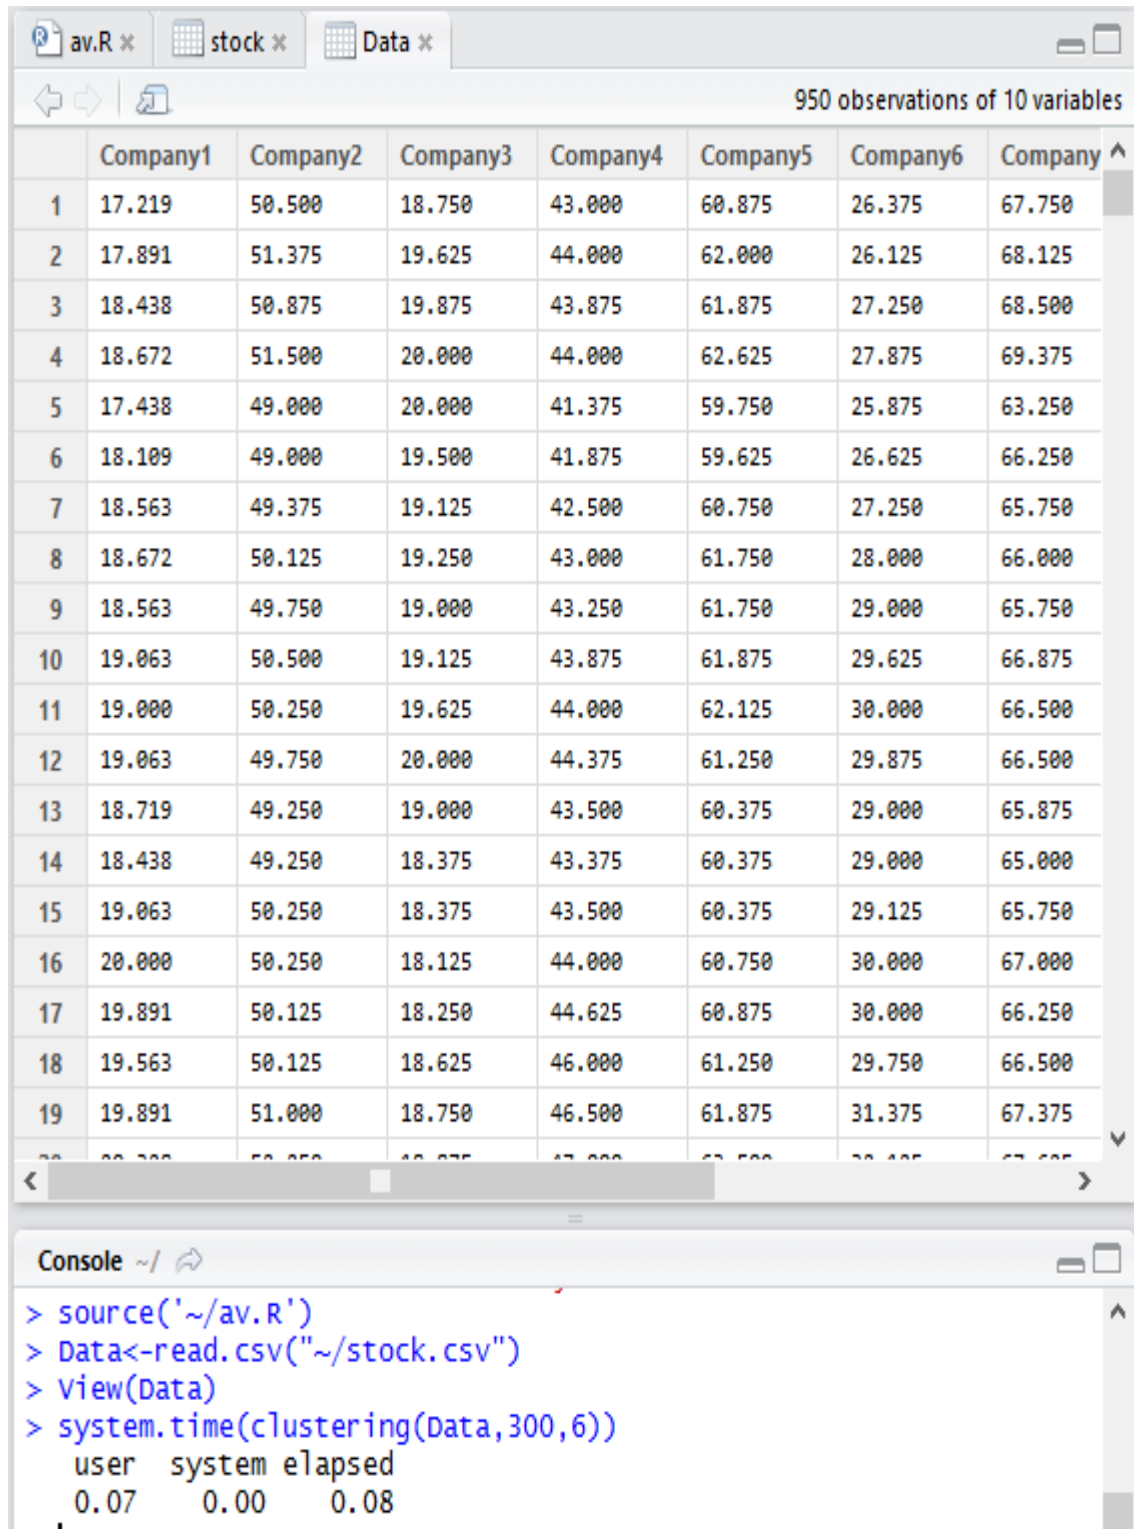 av.R stock Data
950 observations of 10 variables
Company1 Company2 Company3 Company4 Company5 Company6 Company
1 17.219 50.500 18.750 43.000 60.875 26.375 67.750
2 17.891 51.375 19.625 44.000 62.000 26.125 68.125
3 18.438 50.875 19.875 43.875 61.875 27.250 68.500
4 18.672 51.500 20.000 44.000 62.625 27.875 69.375
5 17.438 49.000 20.000 41.375 59.750 25.875 63.250
6 18.109 49.000 19.500 41.875 59.625 26.625 66.250
7 18.563 49.375 19.125 42.500 60.750 27.250 65.750
8 18.672 50.125 19.250 43.000 61.750 28.000 66.000
9 18.563 49.750 19.000 43.250 61.750 29.000 65.750
10 19.063 50.500 19.125 43.875 61.875 29.625 66.875
11 19.000 50.250 19.625 44.000 62.125 30.000 66.500
12 19.063 49.750 20.000 44.375 61.250 29.875 66.500
13 18.719 49.250 19.000 43.500 60.375 29.000 65.875
14 18.438 49.250 18.375 43.375 60.375 29.000 65.000
15 19.063 50.250 18.375 43.500 60.375 29.125 65.750
16 20.000 50.250 18.125 44.000 60.750 30.000 67.000
17 19.891 50.125 18.250 44.625 60.875 30.000 66.250
18 19.563 50.125 18.625 46.000 61.250 29.750 66.500
19 19.891 51.000 18.750 46.500 61.875 31.375 67.375
Console ~/
> source('~/av.R')
> Data<-read.csv("~/stock.csv")
> View(Data)
> system.time(clustering(Data,300,6))
user system elapsed
0.07 0.00 0.08